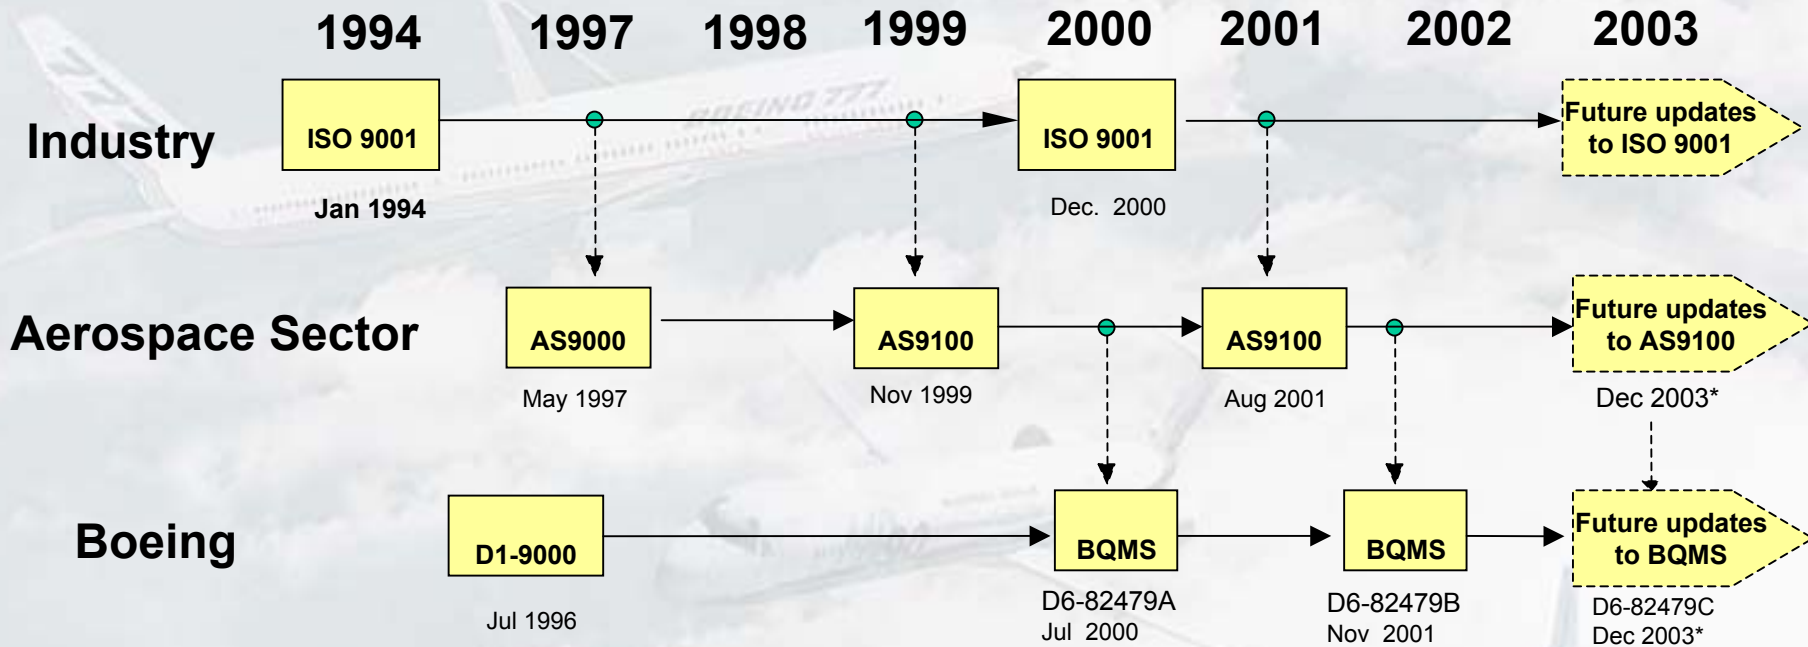 1994 1997 1998 1999 2000 2001 2002 2003
Industry
ISO 9001
Jan 1994
ISO 9001
Dec. 2000
Future updates
to ISO 9001
BOEING 777
Aerospace Sector
AS9000
May 1997
AS9100
Nov 1999
AS9100
Aug 2001
Future updates
to AS9100
Dec 2003*
Boeing
D1-9000
Jul 1996
BQMS
D6-82479A
Jul 2000
BQMS
D6-82479B
Nov 2001
Future updates
to BQMS
D6-82479C
Dec 2003*